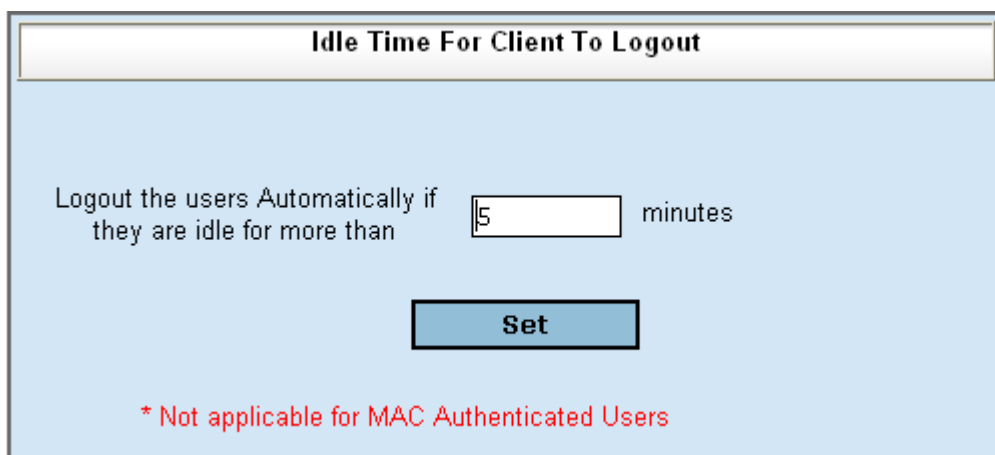 Idle Time For Client To Logout
Logout the users Automatically if
they are idle for more than
5
minutes
Set
* Not applicable for MAC Authenticated Users